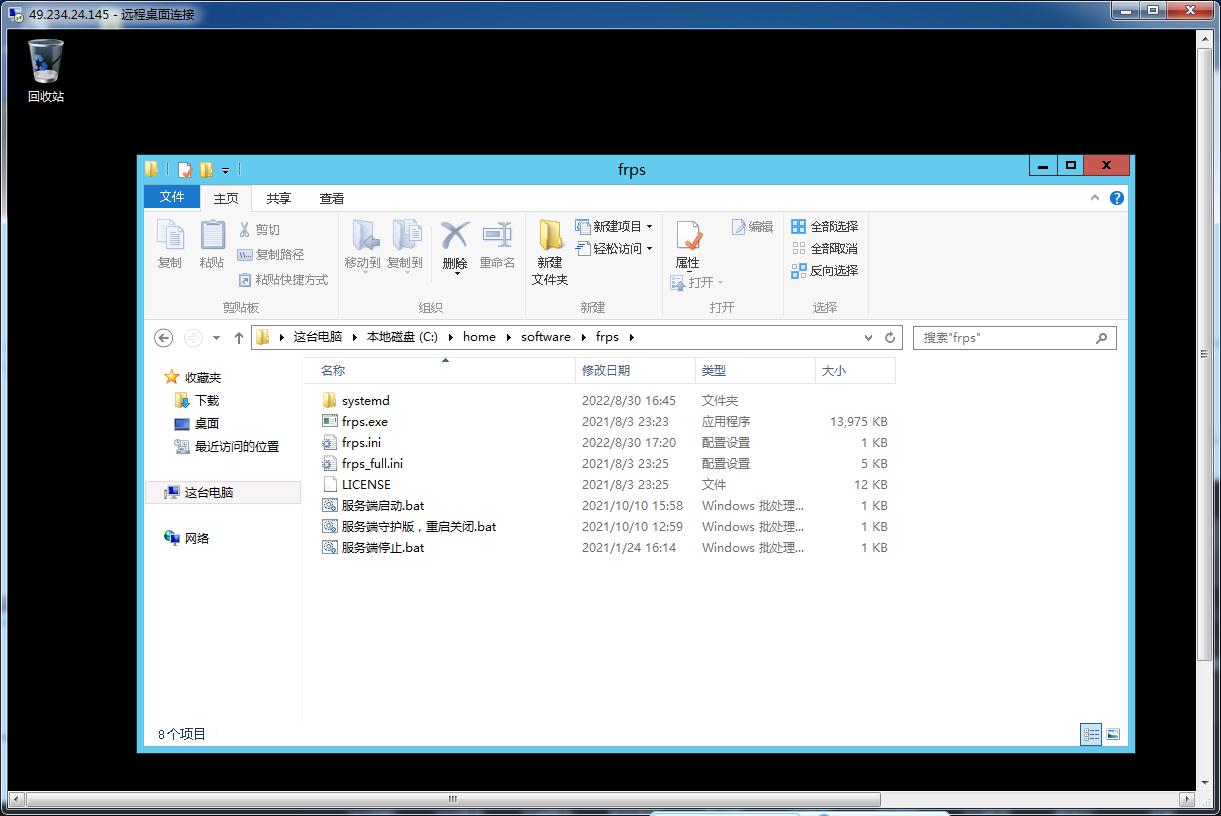 49.234.24.145 - 远程桌面连接
回收站
frps
文件 主页 共享 查看
复制 粘贴 剪切 复制路径 粘贴快捷方式
移动到 复制到 删除 重命名
新建文件夹 新建项目 轻松访问
属性 打开 编辑
全部选择 全部取消 反向选择
剪贴板 组织 新建 打开 选择
这台电脑 本地磁盘 (C:) home software frps
搜索"frps"
收藏夹
下载
桌面
最近访问的位置
这台电脑
网络
名称 修改日期 类型 大小
systemd 2022/8/30 16:45 文件夹
frps.exe 2021/8/3 23:23 应用程序 13,975 KB
frps.ini 2022/8/30 17:20 配置设置 1 KB
frps_full.ini 2021/8/3 23:25 配置设置 5 KB
LICENSE 2021/8/3 23:25 文件 12 KB
服务端启动.bat 2021/10/10 15:58 Windows 批处理... 1 KB
服务端守护版，重启关闭.bat 2021/10/10 12:59 Windows 批处理... 1 KB
服务端停止.bat 2021/1/24 16:14 Windows 批处理... 1 KB
8 个项目